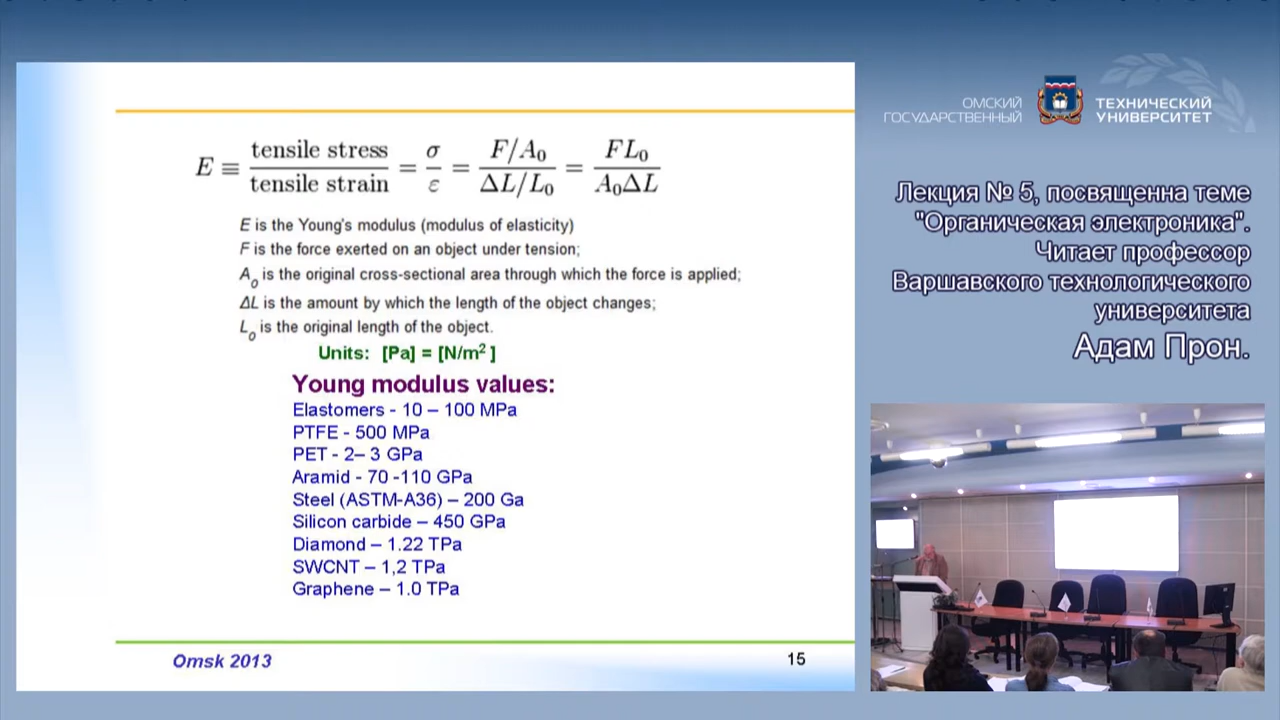 E ≡ tensile stress / tensile strain = σ / ε = F/A₀ / ΔL/L₀ = FL₀ / A₀ΔL
E is the Young's modulus (modulus of elasticity)
F is the force exerted on an object under tension;
Aₒ is the original cross-sectional area through which the force is applied;
ΔL is the amount by which the length of the object changes;
Lₒ is the original length of the object.
Units: [Pa] = [N/m² ]
Young modulus values:
Elastomers - 10 – 100 MPa
PTFE - 500 MPa
PET - 2– 3 GPa
Aramid - 70 -110 GPa
Steel (ASTM-A36) – 200 Ga
Silicon carbide – 450 GPa
Diamond – 1.22 TPa
SWCNT – 1,2 TPa
Graphene – 1.0 TPa
Omsk 2013
15
ОМСКИЙ
ГОСУДАРСТВЕННЫЙ
ТЕХНИЧЕСКИЙ
УНИВЕРСИТЕТ
Лекция № 5, посвященна теме
"Органическая электроника".
Читает профессор
Варшавского технологического
университета
Адам Прон.